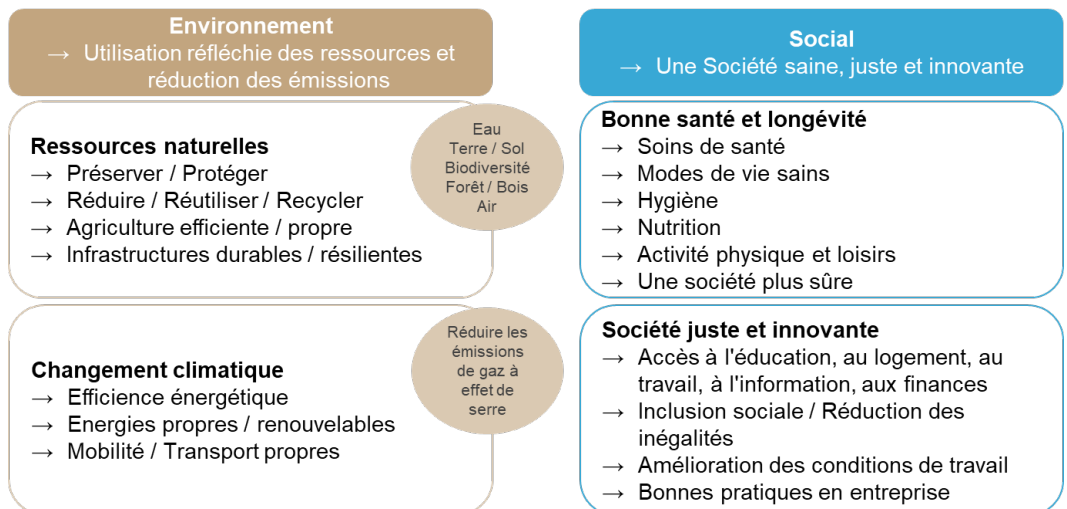 Environnement
→ Utilisation réfléchie des ressources et
réduction des émissions
Ressources naturelles
→ Préserver / Protéger
→ Réduire / Réutiliser / Recycler
→ Agriculture efficiente / propre
→ Infrastructures durables / résilientes
Eau
Terre / Sol
Biodiversité
Forêt / Bois
Air
Changement climatique
→ Efficience énergétique
→ Energies propres / renouvelables
→ Mobilité / Transport propres
Réduire les
émissions
de gaz à
effet de
serre
Social
→ Une Société saine, juste et innovante
Bonne santé et longévité
→ Soins de santé
→ Modes de vie sains
→ Hygiène
→ Nutrition
→ Activité physique et loisirs
→ Une société plus sûre
Société juste et innovante
→ Accès à l'éducation, au logement, au
travail, à l'information, aux finances
→ Inclusion sociale / Réduction des
inégalités
→ Amélioration des conditions de travail
→ Bonnes pratiques en entreprise